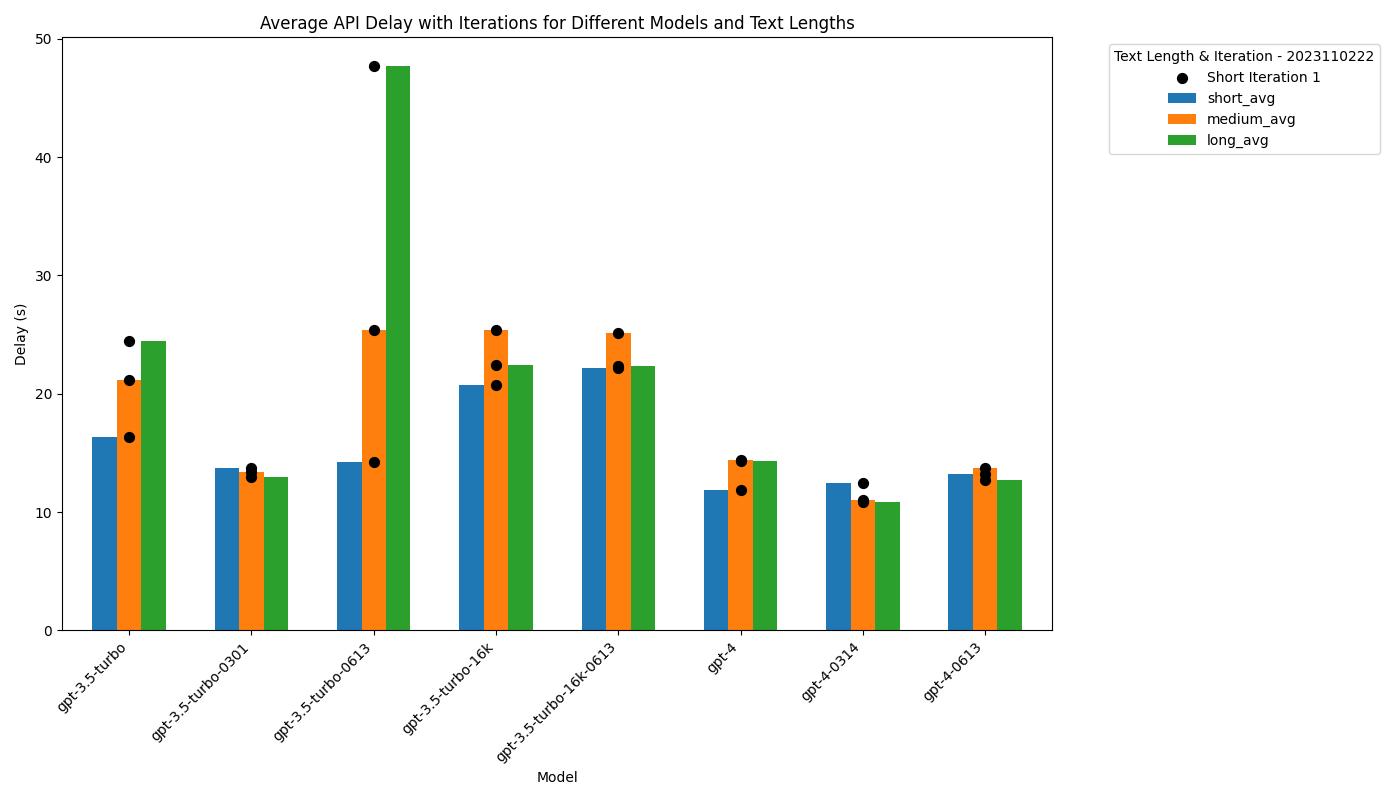 Average API Delay with Iterations for Different Models and Text Lengths
Text Length & Iteration - 2023110222
Short Iteration 1
short_avg
medium_avg
long_avg
Delay (s)
50
40
30
20
10
0
gpt-3.5-turbo
gpt-3.5-turbo-0301
gpt-3.5-turbo-0613
gpt-3.5-turbo-16k
gpt-3.5-turbo-16k-0613
gpt-4
gpt-4-0314
gpt-4-0613
Model